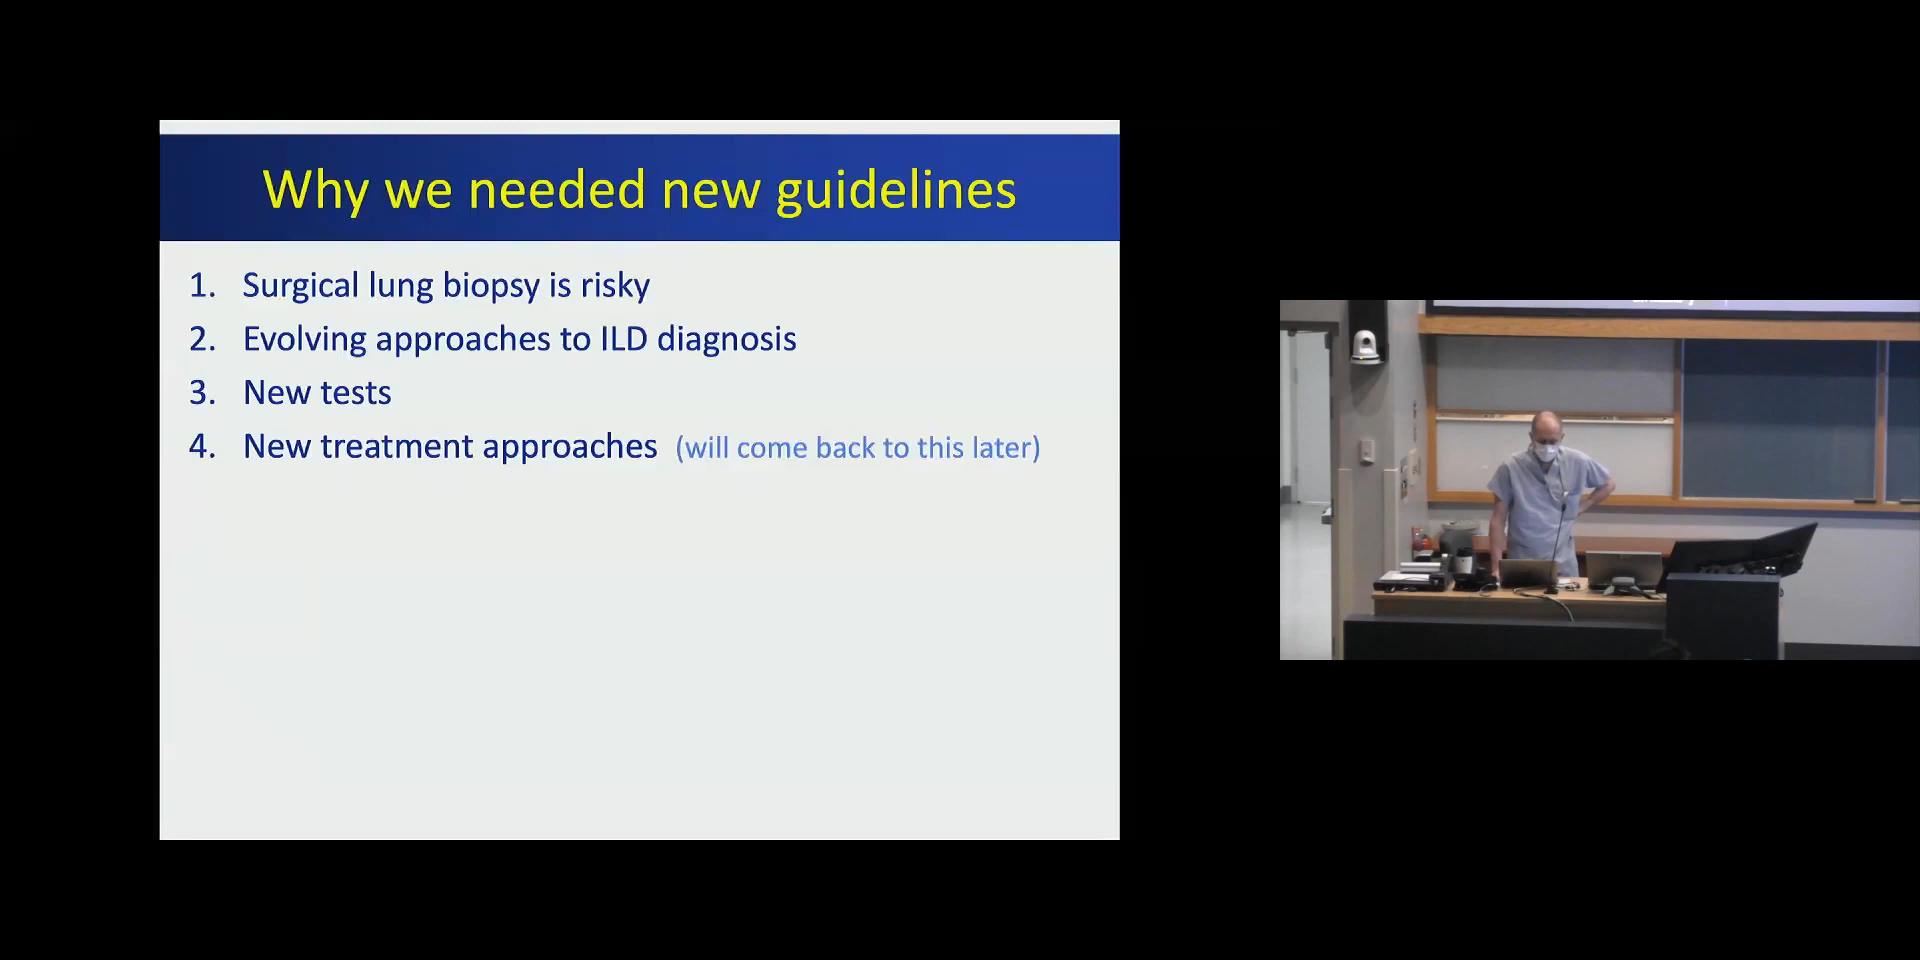 Why we needed new guidelines
1. Surgical lung biopsy is risky
2. Evolving approaches to ILD diagnosis
3. New tests
4. New treatment approaches (will come back to this later)